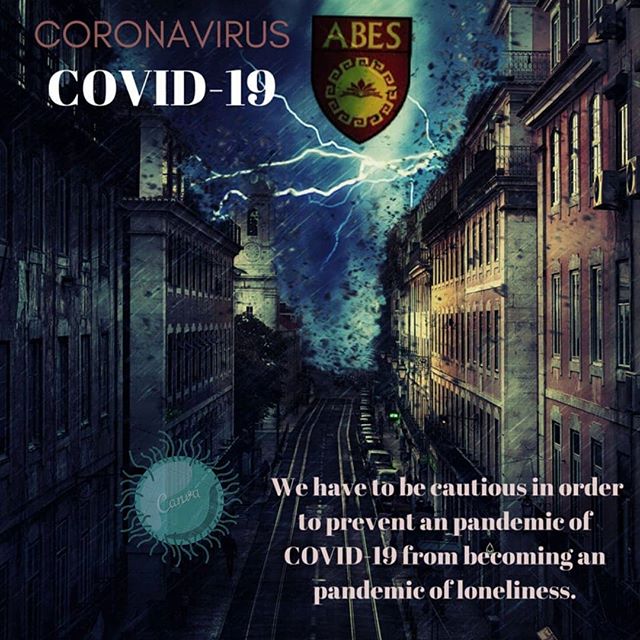 CORONAVIRUS
ABES
COVID-19
Canva
We have to be cautious in order
to prevent an pandemic of
COVID-19 from becoming an
pandemic of loneliness.